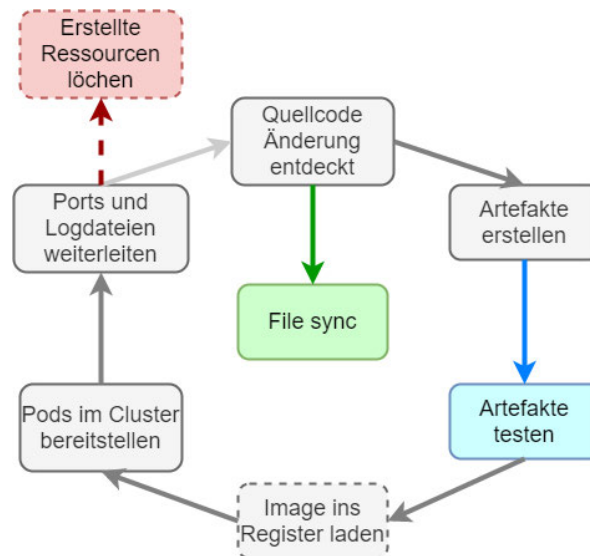 Erstellte
Ressourcen
löchen
Quellcode
Änderung
entdeckt
Ports und
Logdateien
weiterleiten
Artefakte
erstellen
File sync
Pods im Cluster
bereitstellen
Artefakte
testen
Image ins
Register laden